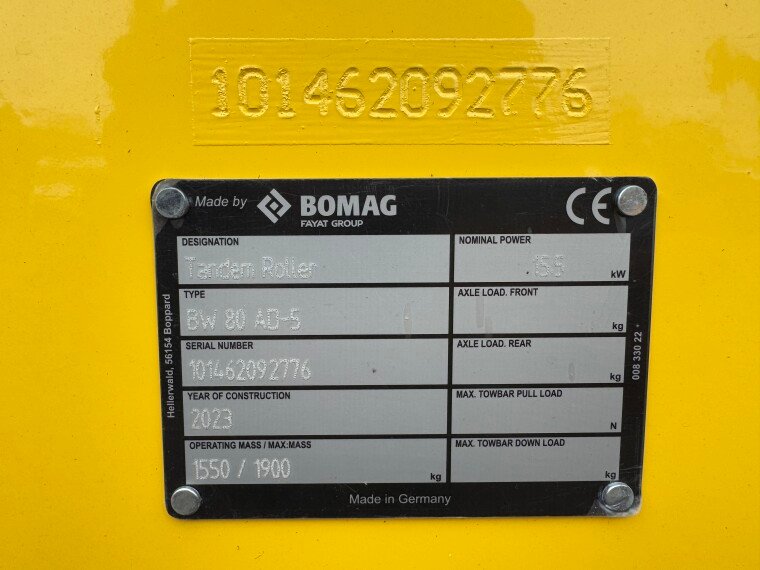 101462092776
Made by BOMAG CE
FAYAT GROUP
DESIGNATION
Tandem Roller
NOMINAL POWER
15.5 kW
TYPE
BW 80 AD-5
AXLE LOAD. FRONT
kg
SERIAL NUMBER
101462092776
AXLE LOAD. REAR
kg
YEAR OF CONSTRUCTION
2023
MAX. TOWBAR PULL LOAD
N
OPERATING MASS / MAX:MASS
1550 / 1900 kg
MAX. TOWBAR DOWN LOAD
kg
Made in Germany
Hellerwald, 56154 Boppard
008 330 22